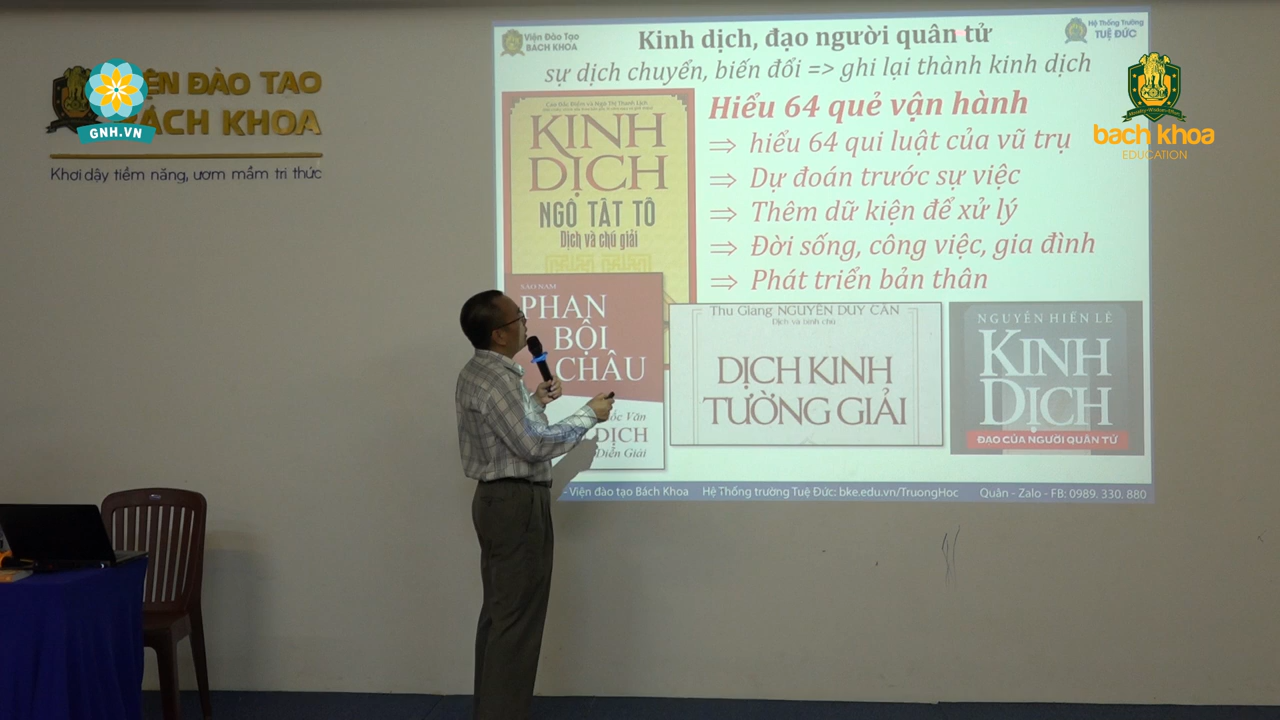 VIỆN ĐÀO TẠO
BÁCH KHOA
Khơi dậy tiềm năng, ươm mầm tri thức
GNH.VN
Viện Đào Tạo
BÁCH KHOA
Kinh dịch, đạo người quân tử
Hệ Thống Trường
TUỆ ĐỨC
sự dịch chuyển, biến đổi => ghi lại thành kinh dịch
KINH
DỊCH
NGÔ TẤT TỐ
Dịch và chú giải
Hiểu 64 quẻ vận hành
⇒ hiểu 64 qui luật của vũ trụ
⇒ Dự đoán trước sự việc
⇒ Thêm dữ kiện để xử lý
⇒ Đời sống, công việc, gia đình
⇒ Phát triển bản thân
SÀO NAM
PHAN
BỘI
CHÂU
DỊCH
Diễn Giải
Thu Giang NGUYỄN DUY CẦN
Dịch và bình chú
DỊCH KINH
TƯỜNG GIẢI
NGUYỄN HIẾN LÊ
KINH
DỊCH
ĐẠO CỦA NGƯỜI QUÂN TỬ
- Viện đào tạo Bách Khoa Hệ Thống trường Tuệ Đức: bke.edu.vn/TruongHoc Quân - Zalo - FB: 0989. 330. 880
bach khoa
EDUCATION